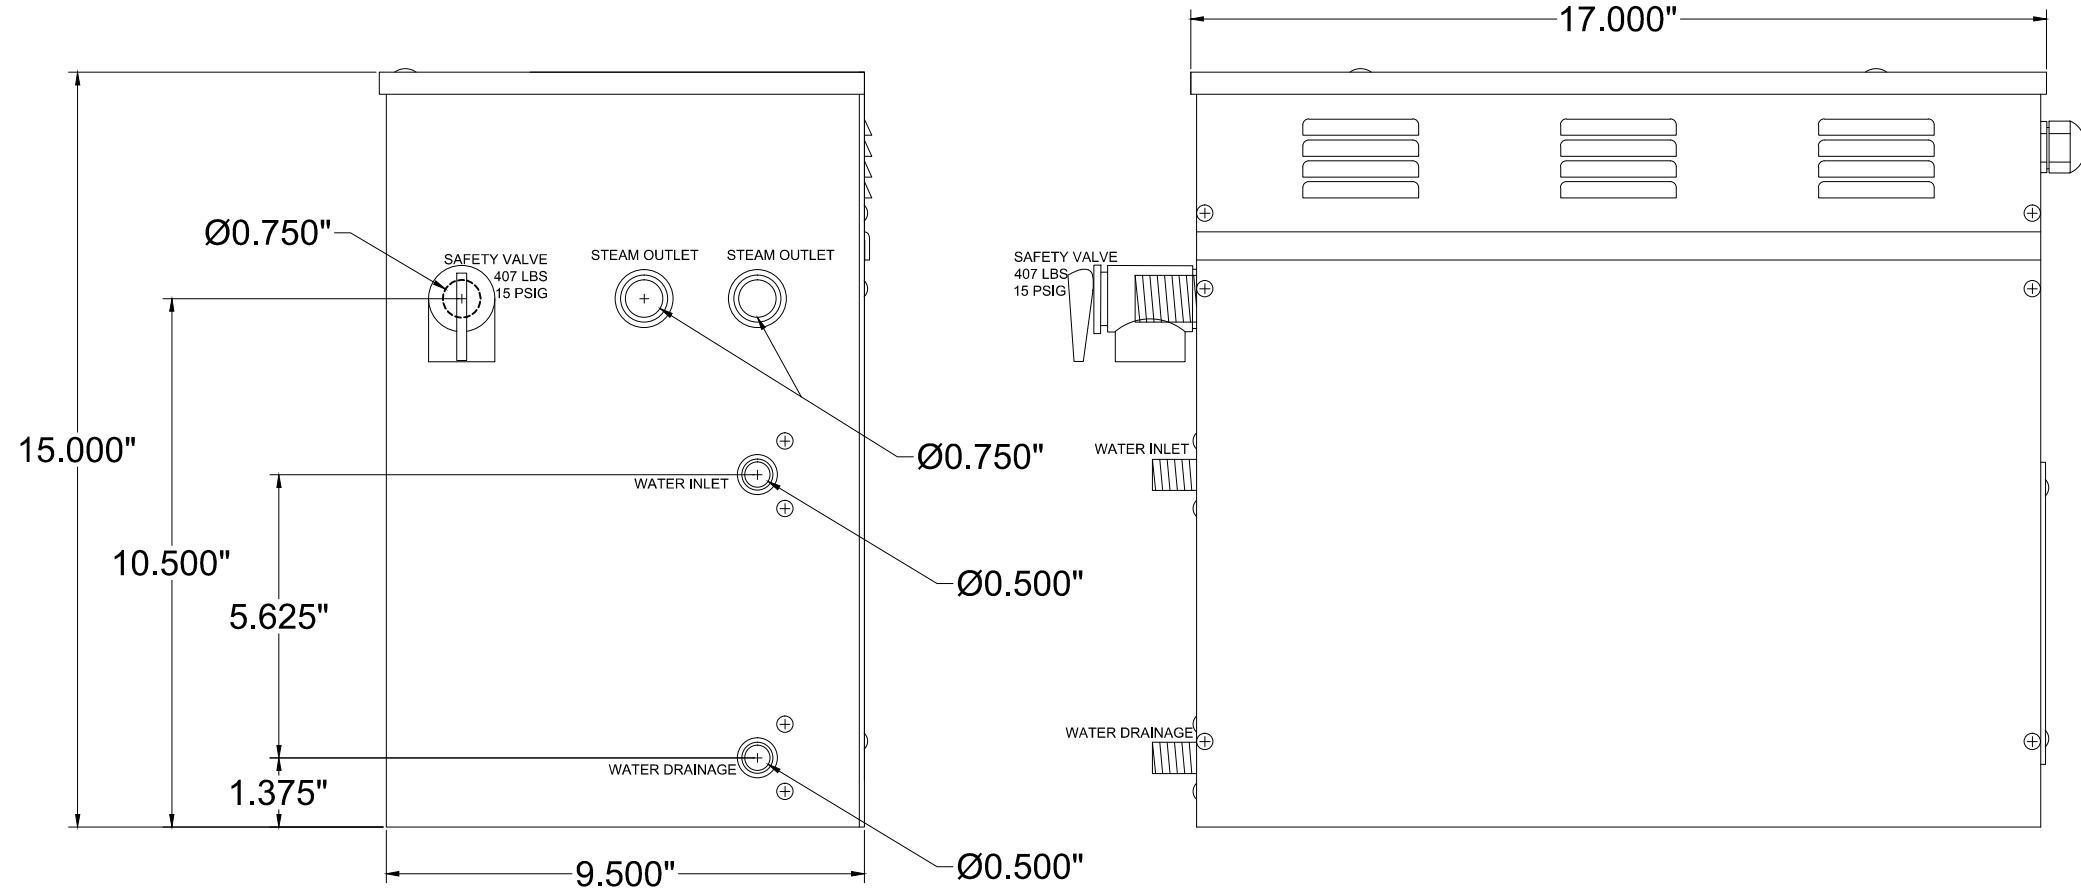 17.000"
Ø0.750"
SAFETY VALVE
407 LBS
15 PSIG
STEAM OUTLET
STEAM OUTLET
SAFETY VALVE
407 LBS
15 PSIG
15.000"
Ø0.750"
WATER INLET
WATER INLET
10.500"
5.625"
Ø0.500"
WATER DRAINAGE
WATER DRAINAGE
1.375"
9.500"
Ø0.500"